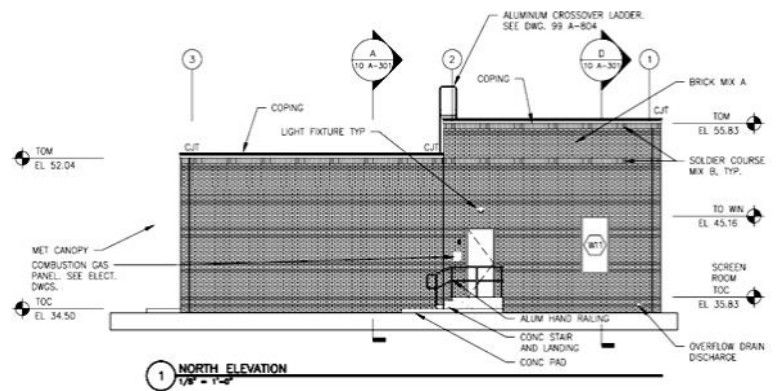 ALUMINUM CROSSOVER LADDER.
SEE DWG. 99 A-804
3
A
10 A-301
2
D
10 A-301
1
COPING
COPING
BRICK MIX A
CJT
LIGHT FIXTURE TYP
TOM
EL 55.83
TOM
EL 52.04
CJT
CJT
SOLDIER COURSE
MIX B, TYP.
TO WIN
EL 45.16
MET CANOPY
W11
COMBUSTION GAS
PANEL. SEE ELECT.
DWGS.
SCREEN
ROOM
TOC
EL 35.83
TOC
EL 34.50
ALUM HAND RAILING
CONC STAIR
AND LANDING
CONC PAD
OVERFLOW DRAIN
DISCHARGE
1
NORTH ELEVATION
1/8" = 1'-0"